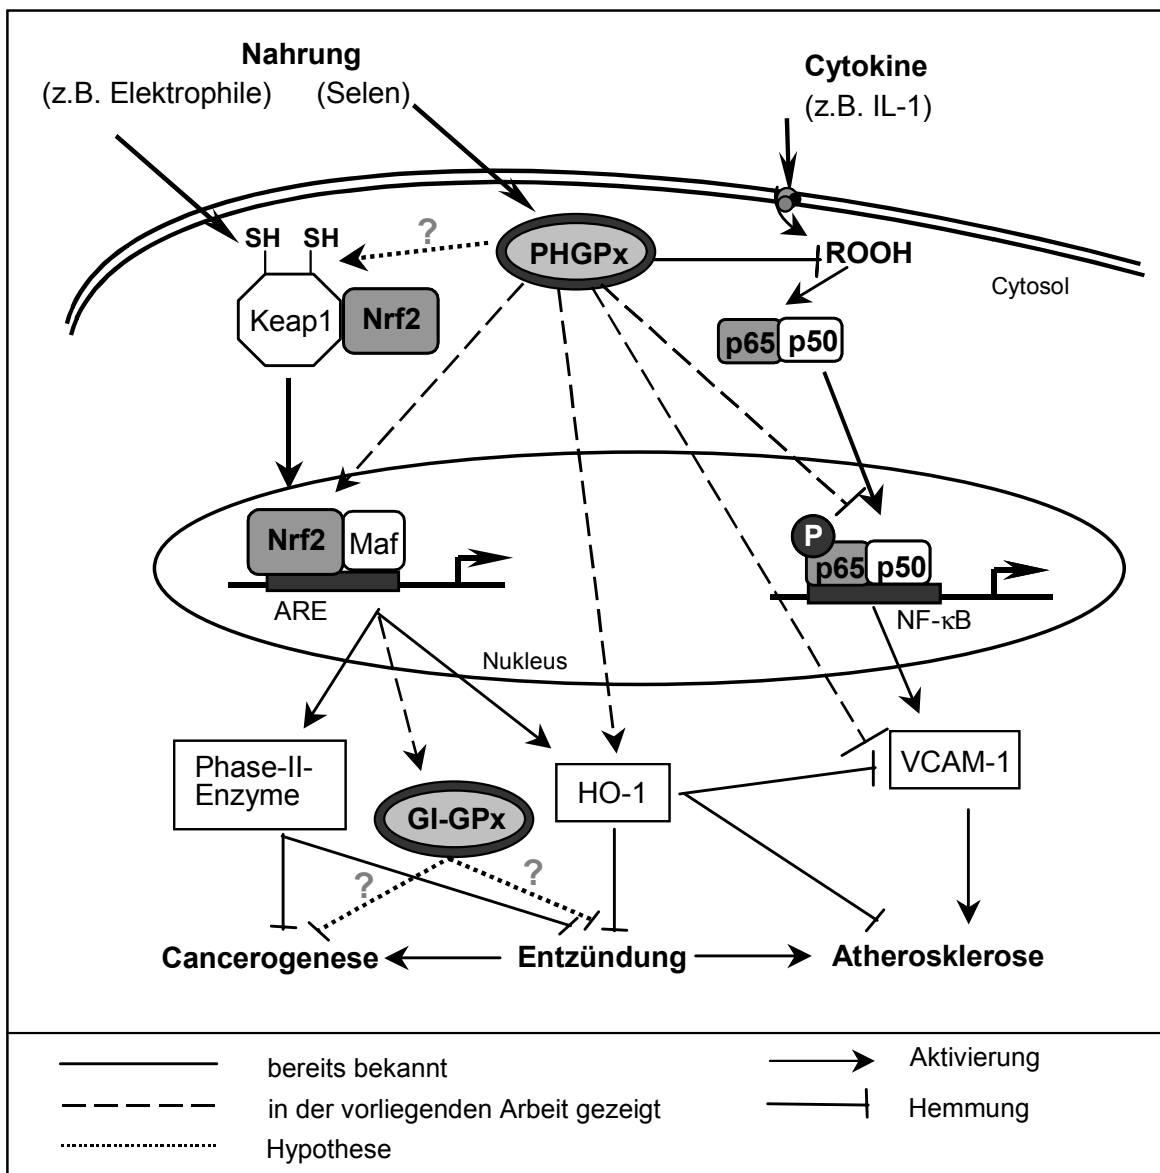 Nahrung
(z.B. Elektrophile) (Selen)
Cytokine
(z.B. IL-1)
SH SH
?
PHGPx
ROOH
Cytosol
Keap1
Nrf2
p65 p50
Nrf2
Maf
ARE
P
p65 p50
NF-κB
Nukleus
Phase-II-
Enzyme
GI-GPx
HO-1
VCAM-1
?
?
Cancerogenese
Entzündung
Atherosklerose
bereits bekannt
in der vorliegenden Arbeit gezeigt
Hypothese
Aktivierung
Hemmung